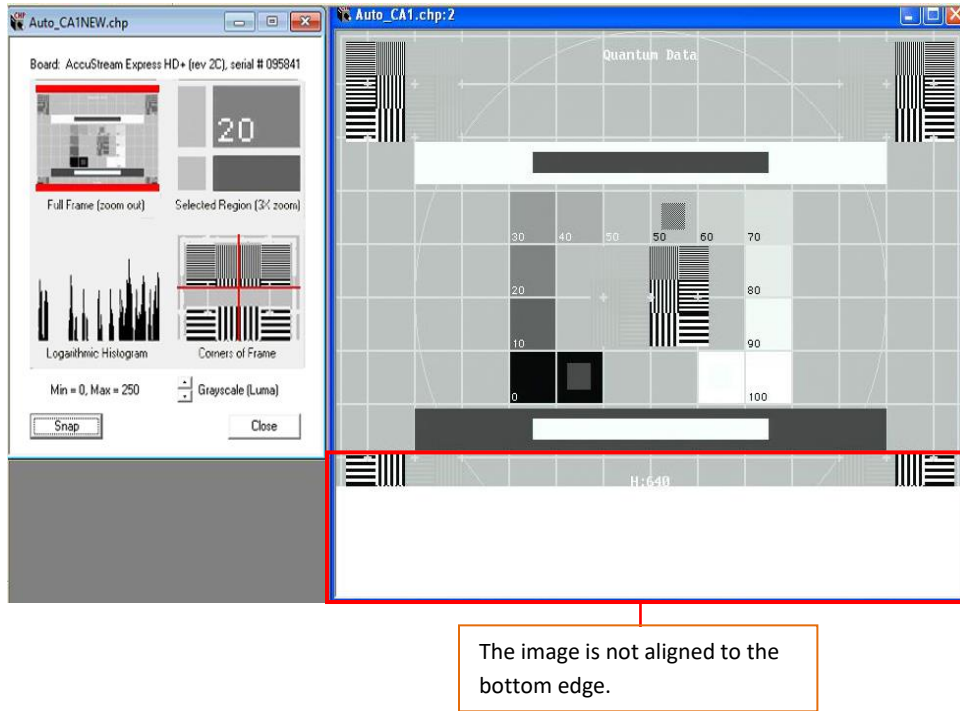 Auto_CA1NEW.chp
Board: AccuStream Express HD+ (rev 2C), serial # 095841
20
Full Frame (zoom out)
Selected Region (3X zoom)
Logarithmic Histogram
Corners of Frame
Min = 0, Max = 250
Grayscale (Luma)
Snap
Close
Auto_CA1.chp:2
Quantum Data
30
40
50
50
60
70
20
80
10
90
0
100
H:640
The image is not aligned to the
bottom edge.